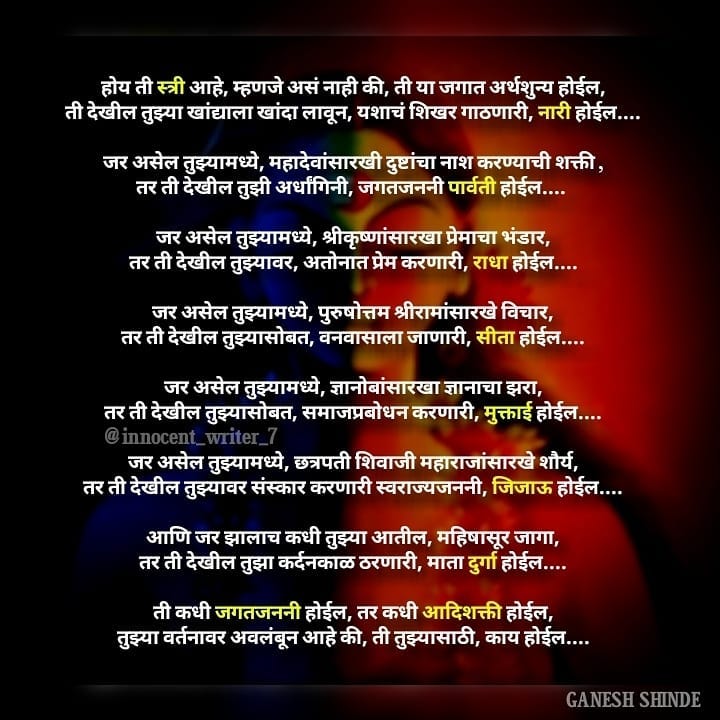 होय ती स्त्री आहे, म्हणजे असं नाही की, ती या जगात अर्थशुन्य होईल,
ती देखील तुझ्या खांद्याला खांदा लावून, यशाचं शिखर गाठणारी, नारी होईल....
जर असेल तुझ्यामध्ये, महादेवांसारखी दुष्टांचा नाश करण्याची शक्ती ,
तर ती देखील तुझी अर्धांगिनी, जगतजननी पार्वती होईल....
जर असेल तुझ्यामध्ये, श्रीकृष्णांसारखा प्रेमाचा भंडार,
तर ती देखील तुझ्यावर, अतोनात प्रेम करणारी, राधा होईल....
जर असेल तुझ्यामध्ये, पुरुषोत्तम श्रीरामांसारखे विचार,
तर ती देखील तुझ्यासोबत, वनवासाला जाणारी, सीता होईल....
जर असेल तुझ्यामध्ये, ज्ञानोबांसारखा ज्ञानाचा झरा,
तर ती देखील तुझ्यासोबत, समाजप्रबोधन करणारी, मुक्ताई होईल....
@innocent_writer_7
जर असेल तुझ्यामध्ये, छत्रपती शिवाजी महाराजांसारखे शौर्य,
तर ती देखील तुझ्यावर संस्कार करणारी स्वराज्यजननी, जिजाऊ होईल....
आणि जर झालाच कधी तुझ्या आतील, महिषासूर जागा,
तर ती देखील तुझा कर्दनकाळ ठरणारी, माता दुर्गा होईल....
ती कधी जगतजननी होईल, तर कधी आदिशक्ती होईल,
तुझ्या वर्तनावर अवलंबून आहे की, ती तुझ्यासाठी, काय होईल....
GANESH SHINDE